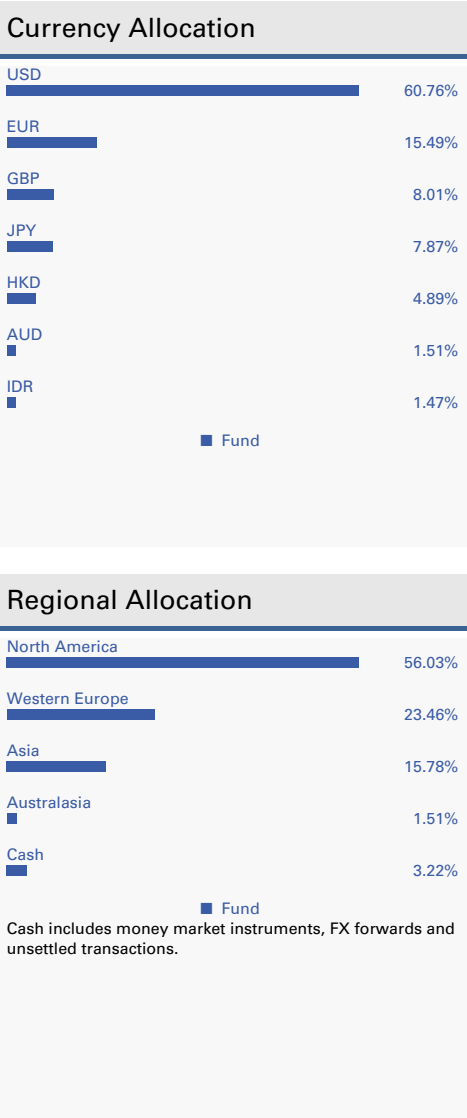 Currency Allocation
USD
60.76%
EUR
15.49%
GBP
8.01%
JPY
7.87%
HKD
4.89%
AUD
1.51%
IDR
1.47%
Fund
Regional Allocation
North America
56.03%
Western Europe
23.46%
Asia
15.78%
Australasia
1.51%
Cash
3.22%
Fund
Cash includes money market instruments, FX forwards and
unsettled transactions.